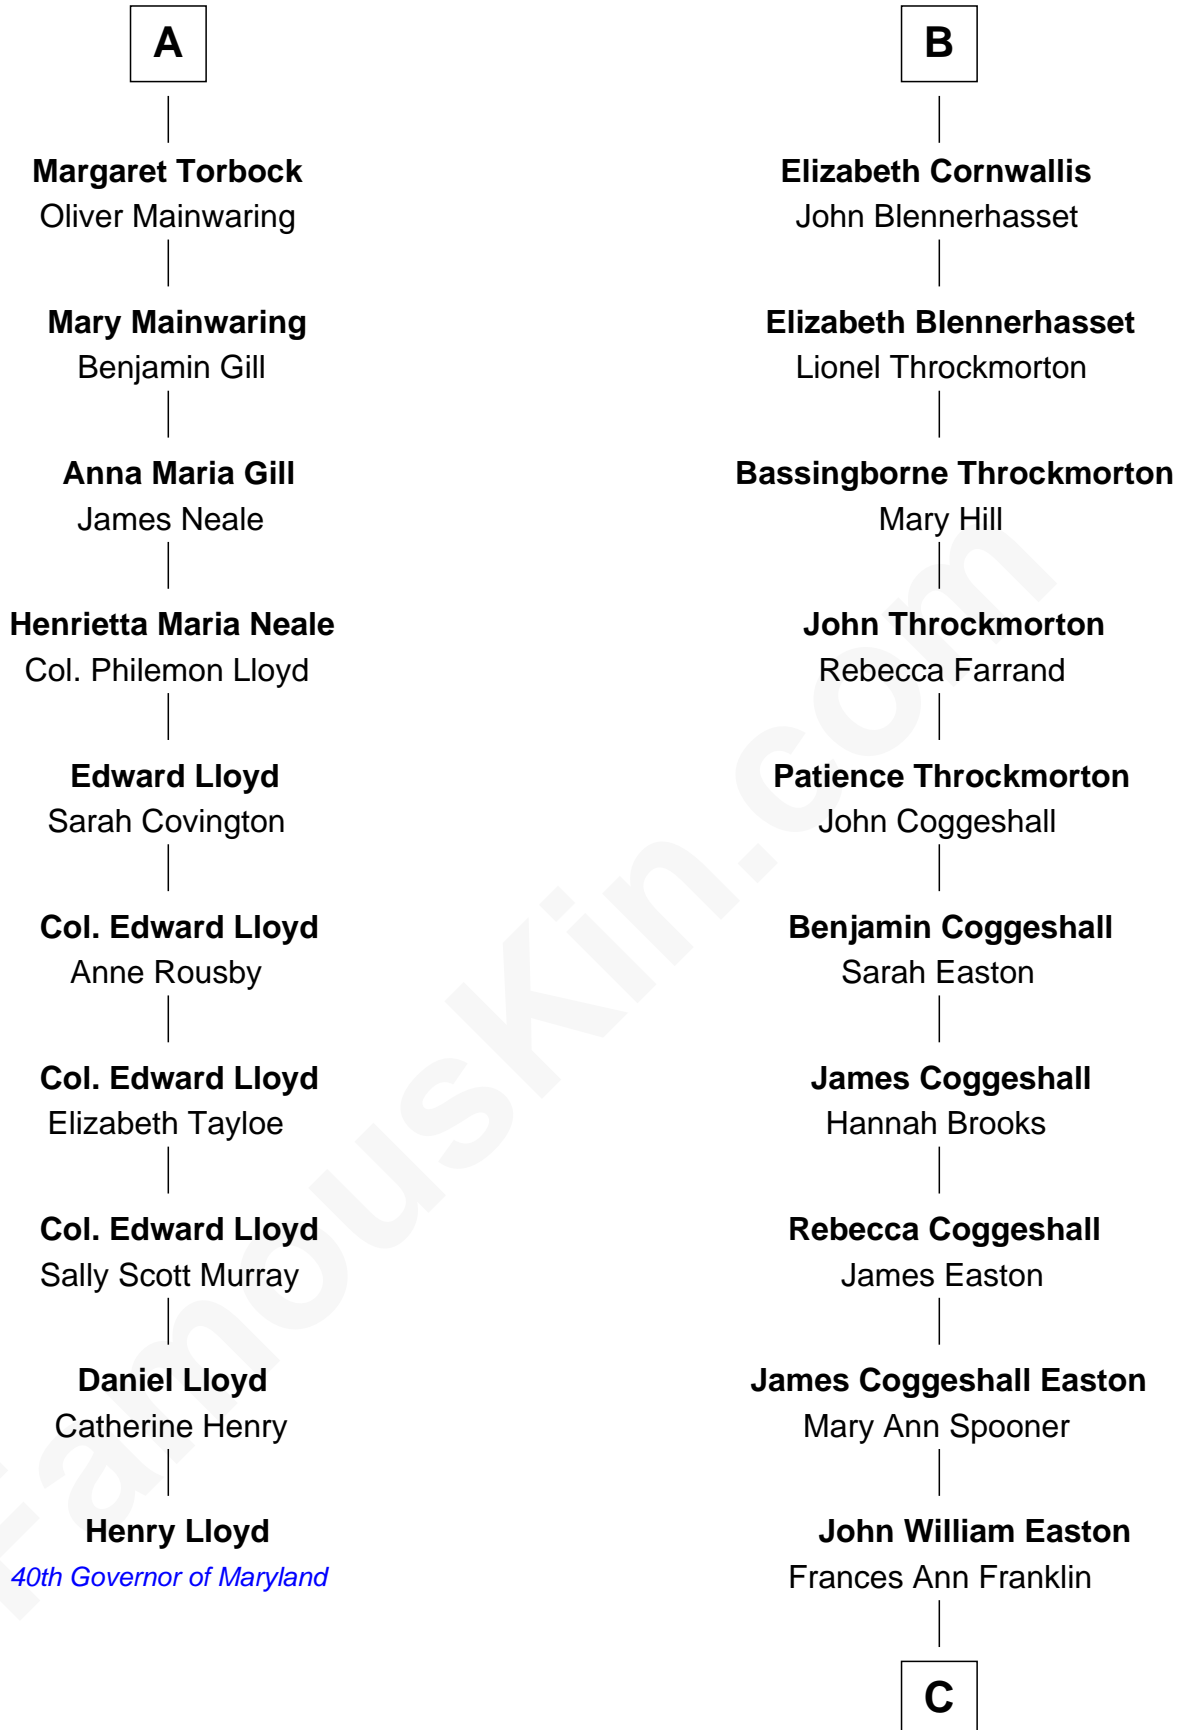 A
Margaret Torbock
Oliver Mainwaring
Mary Mainwaring
Benjamin Gill
Anna Maria Gill
James Neale
Henrietta Maria Neale
Col. Philemon Lloyd
Edward Lloyd
Sarah Covington
Col. Edward Lloyd
Anne Rousby
Col. Edward Lloyd
Elizabeth Tayloe
Col. Edward Lloyd
Sally Scott Murray
Daniel Lloyd
Catherine Henry
Henry Lloyd
40th Governor of Maryland
B
Elizabeth Cornwallis
John Blennerhasset
Elizabeth Blennerhasset
Lionel Throckmorton
Bassingborne Throckmorton
Mary Hill
John Throckmorton
Rebecca Farrand
Patience Throckmorton
John Coggeshall
Benjamin Coggeshall
Sarah Easton
James Coggeshall
Hannah Brooks
Rebecca Coggeshall
James Easton
James Coggeshall Easton
Mary Ann Spooner
John William Easton
Frances Ann Franklin
C
FamousKin.com